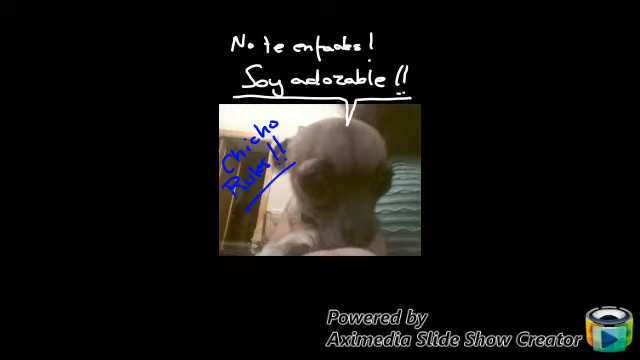 No te enfades!
Soy adorable!!
Chicho
Rules!!
Powered by
Aximedia Slide Show Creator